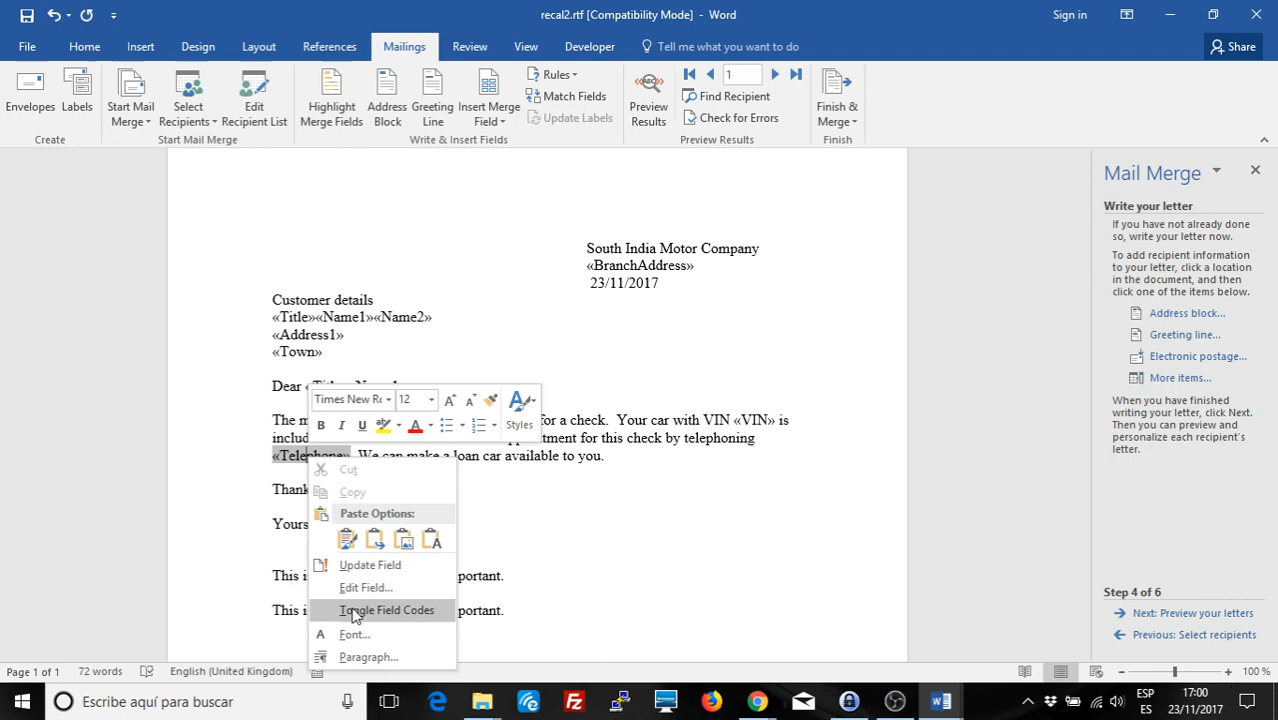 recal2.rtf [Compatibility Mode] - Word
Sign in
File Home Insert Design Layout References Mailings Review View Developer Tell me what you want to do Share
Envelopes Labels
Create
Start Mail Merge Select Recipients Edit Recipient List
Start Mail Merge
Highlight Merge Fields Address Block Greeting Line Insert Merge Field
Rules
Match Fields
Update Labels
Write & Insert Fields
Preview Results
1
Find Recipient
Check for Errors
Preview Results
Finish & Merge
Finish
South India Motor Company
«BranchAddress»
23/11/2017
Customer details
«Title»«Name1»«Name2»
«Address1»
«Town»
Dear
The m for a check. Your car with VIN «VIN» is
includ ppointment for this check by telephoning
«Telephone». We can make a loan car available to you.
Thank
Yours
This i portant.
This i portant.
Times New Ro 12 A A Styles
B I U A
Cut
Copy
Paste Options:
Update Field
Edit Field...
Toggle Field Codes
A Font...
Paragraph...
Mail Merge
Write your letter
If you have not already done
so, write your letter now.
To add recipient information
to your letter, click a location
in the document, and then
click one of the items below.
Address block...
Greeting line...
Electronic postage...
More items...
When you have finished
writing your letter, click Next.
Then you can preview and
personalize each recipient's
letter.
Step 4 of 6
Next: Preview your letters
Previous: Select recipients
Page 1 of 1 72 words English (United Kingdom) 100 %
Escribe aquí para buscar
ESP
ES
17:00
23/11/2017